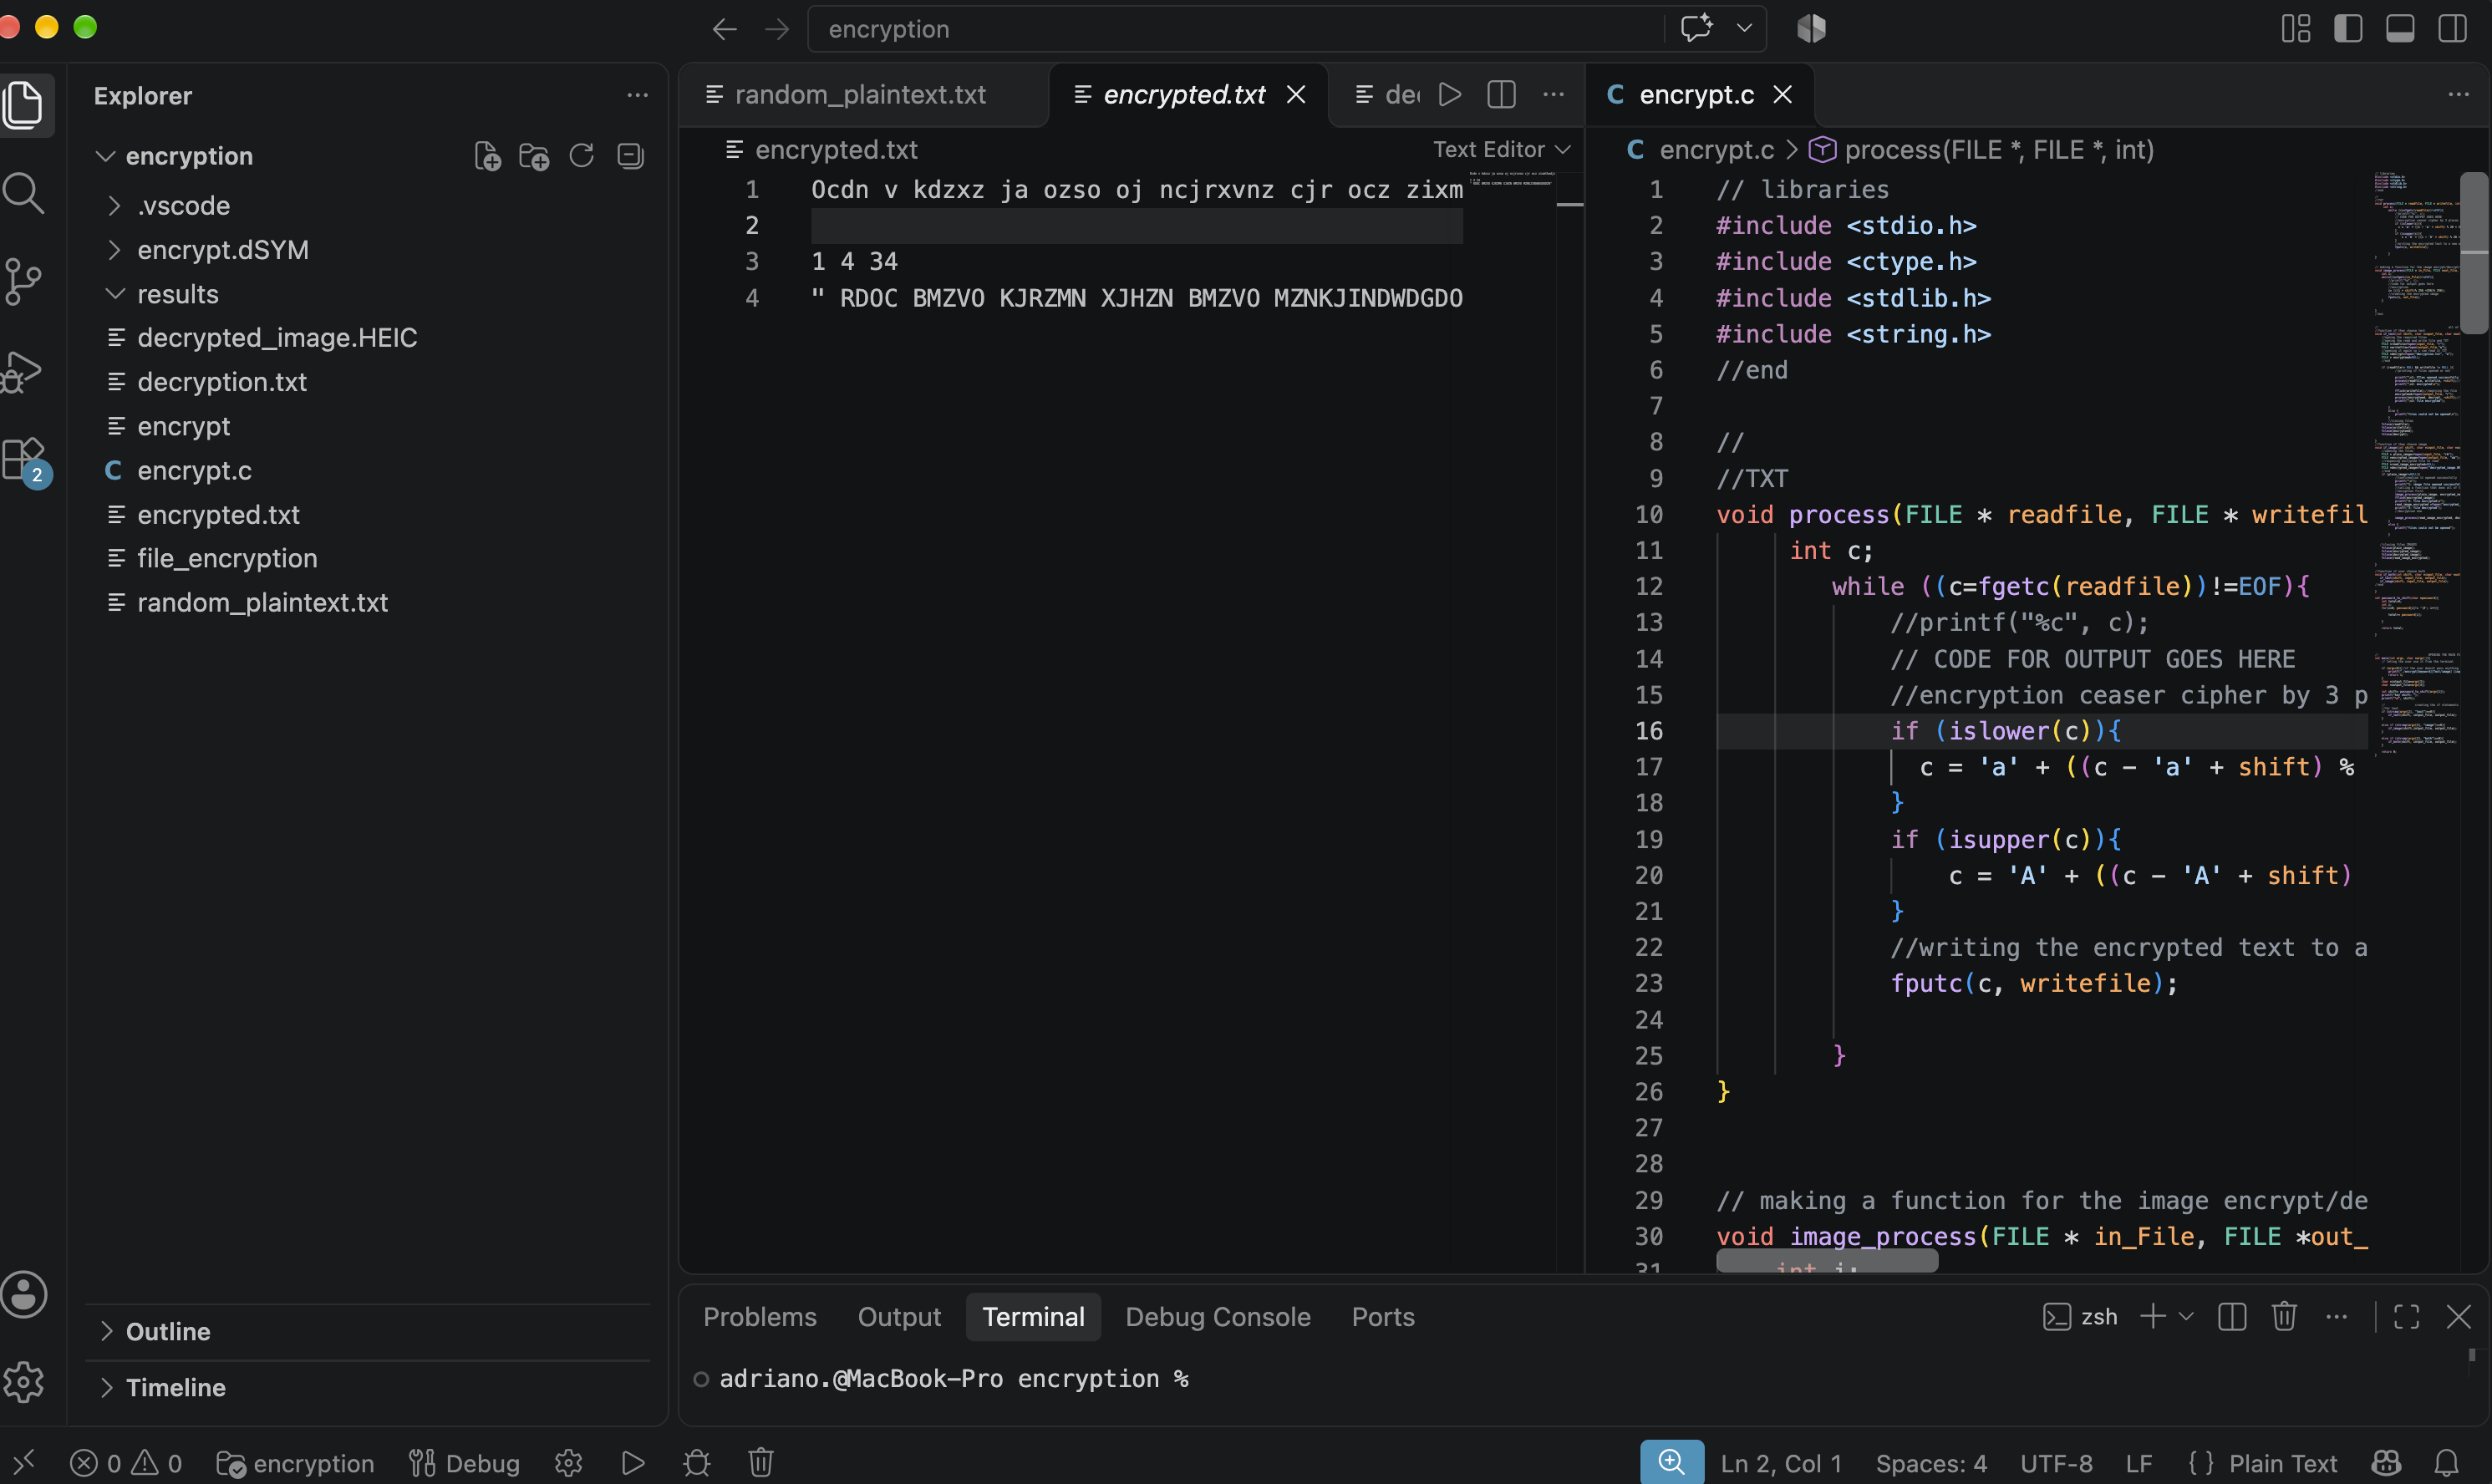 encryption
Explorer
encryption
.vscode
encrypt.dSYM
results
decrypted_image.HEIC
decryption.txt
encrypt
C encrypt.c
encrypted.txt
file_encryption
random_plaintext.txt
2
Outline
Timeline
random_plaintext.txt
encrypted.txt
encrypted.txt
Text Editor
1 Ocdn v kdzxz ja ozso oj ncjrxvnz cjr ocz zixm
2
3 1 4 34
4 " RDOC BMZVO KJRZMN XJHZN BMZVO MZNKJINDWDGDO
C encrypt.c
C encrypt.c > process(FILE *, FILE *, int)
1 // libraries
2 #include <stdio.h>
3 #include <ctype.h>
4 #include <stdlib.h>
5 #include <string.h>
6 //end
7
8 //
9 //TXT
10 void process(FILE * readfile, FILE * writefil
11 int c;
12 while ((c=fgetc(readfile))!=EOF){
13 //printf("%c", c);
14 // CODE FOR OUTPUT GOES HERE
15 //encryption ceaser cipher by 3 p
16 if (islower(c)){
17 c = 'a' + ((c - 'a' + shift) %
18 }
19 if (isupper(c)){
20 c = 'A' + ((c - 'A' + shift)
21 }
22 //writing the encrypted text to a
23 fputc(c, writefile);
24
25 }
26 }
27
28
29 // making a function for the image encrypt/de
30 void image_process(FILE * in_File, FILE *out_
Problems Output Terminal Debug Console Ports
zsh
adriano.@MacBook-Pro encryption %
0 0 encryption Debug
Ln 2, Col 1 Spaces: 4 UTF-8 LF { } Plain Text